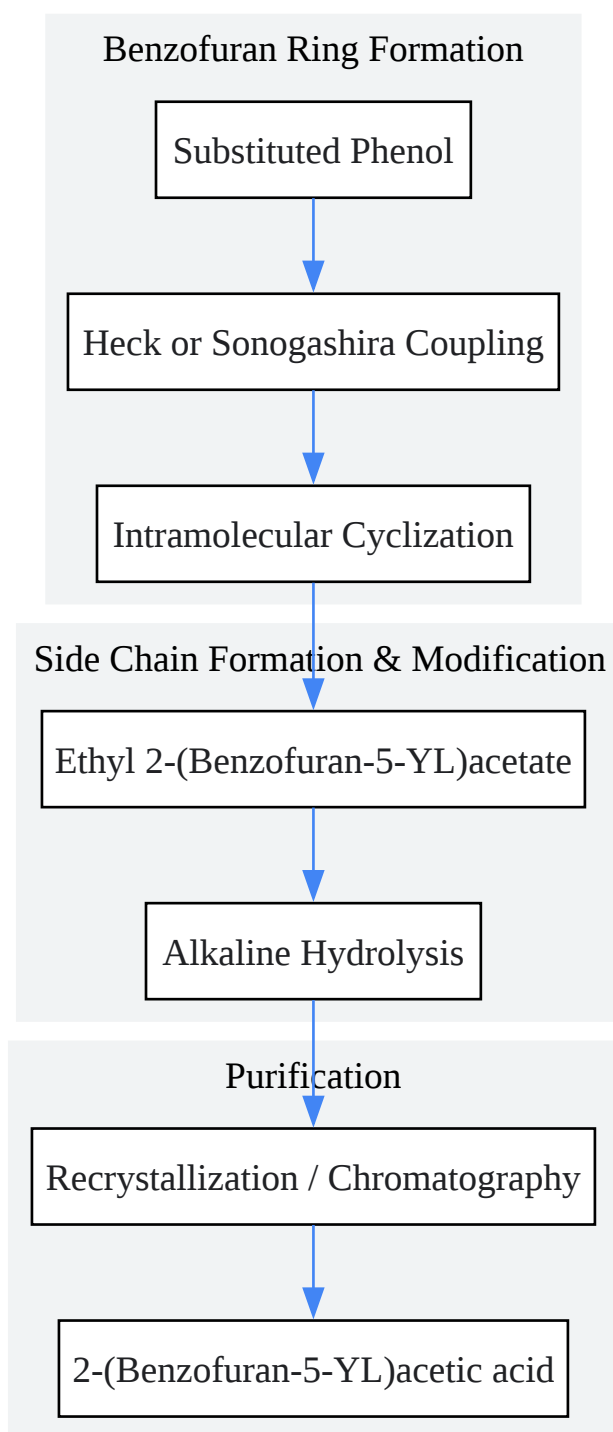 Benzofuran Ring Formation
Substituted Phenol
Heck or Sonogashira Coupling
Intramolecular Cyclization
Side Chain Formation & Modification
Ethyl 2-(Benzofuran-5-YL)acetate
Alkaline Hydrolysis
Purification
Recrystallization / Chromatography
2-(Benzofuran-5-YL)acetic acid